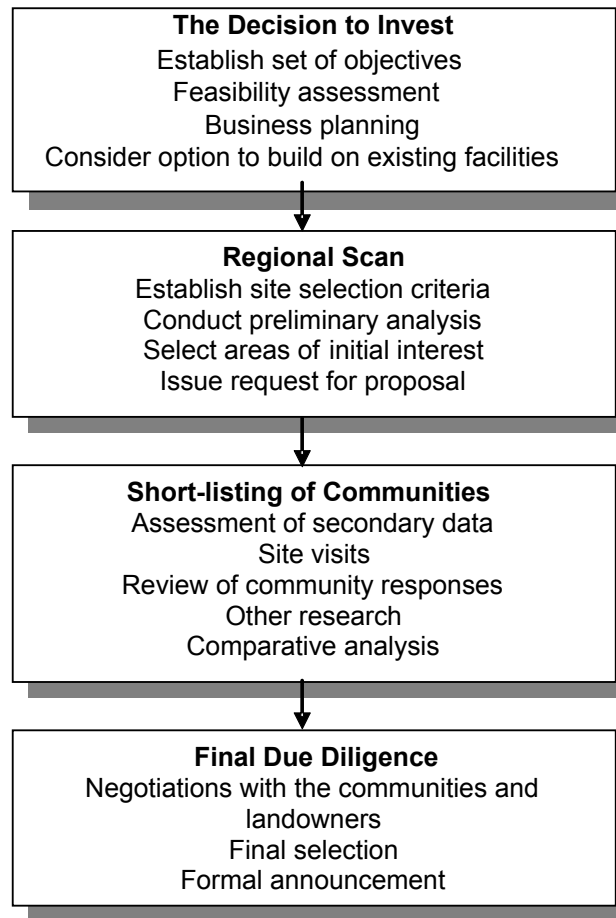 The Decision to Invest
Establish set of objectives
Feasibility assessment
Business planning
Consider option to build on existing facilities
Regional Scan
Establish site selection criteria
Conduct preliminary analysis
Select areas of initial interest
Issue request for proposal
Short-listing of Communities
Assessment of secondary data
Site visits
Review of community responses
Other research
Comparative analysis
Final Due Diligence
Negotiations with the communities and
landowners
Final selection
Formal announcement